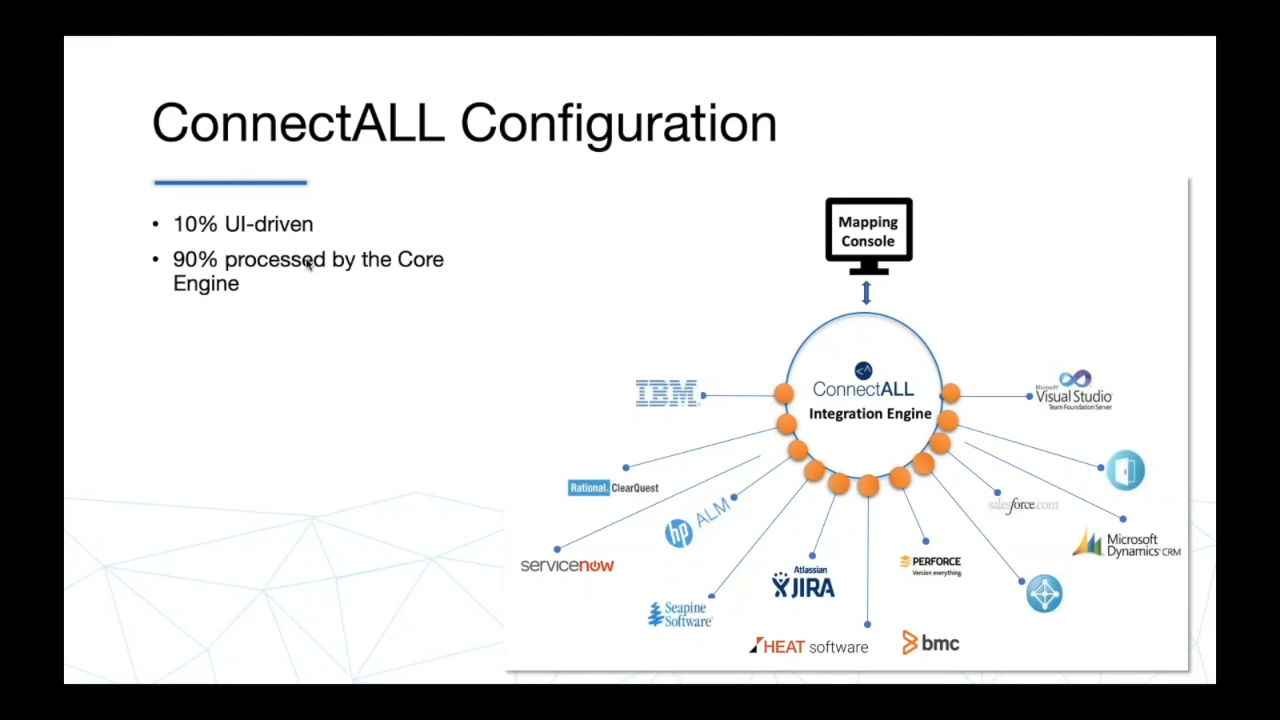 ConnectALL Configuration
• 10% UI-driven
• 90% processed by the Core
Engine
Mapping
Console
<^
ConnectALL
Integration Engine
IBM
Microsoft
Visual Studio
Team Foundation Server
Rational. ClearQuest
hp ALM
servicenow
Seapine
Software
Atlassian
JIRA
HEAT software
PERFORCE
Version everything.
bmc
salesforce.com
Microsoft
Dynamics CRM